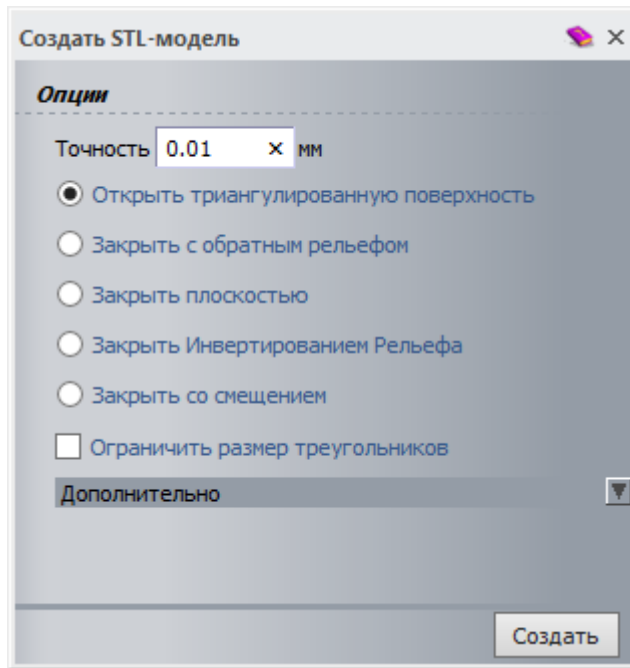 Создать STL-модель
Опции
Точность 0.01 мм
Открыть триангулированную поверхность
Закрыть с обратным рельефом
Закрыть плоскостью
Закрыть Инвертированием Рельефа
Закрыть со смещением
Ограничить размер треугольников
Дополнительно
Создать